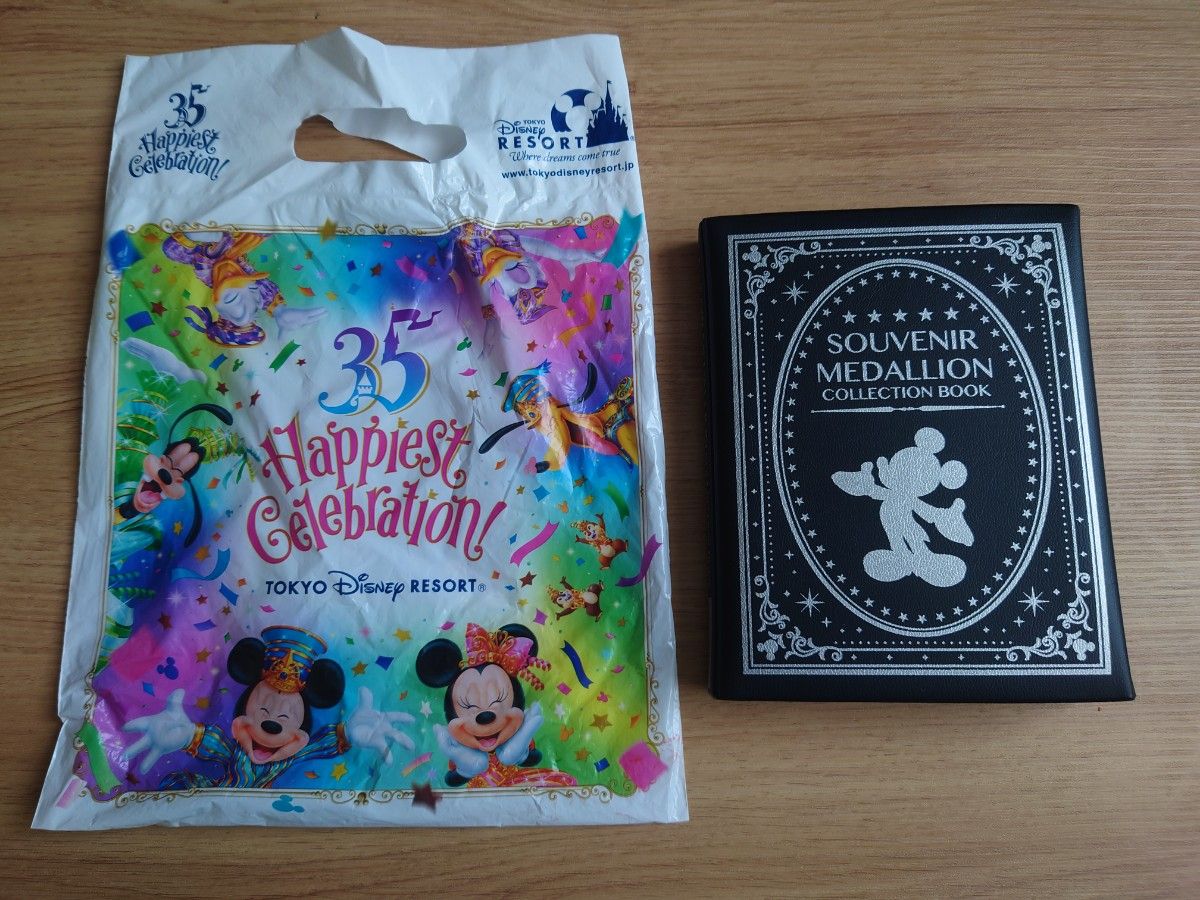 35
Happiest
Celebration!
© TOKYO
Disney
RESORT®
Where dreams come true
www.tokyodisneyresort.jp
35
Happiest
Celebration!
TOKYO Disney RESORT®
SOUVENIR
MEDALLION
COLLECTION BOOK